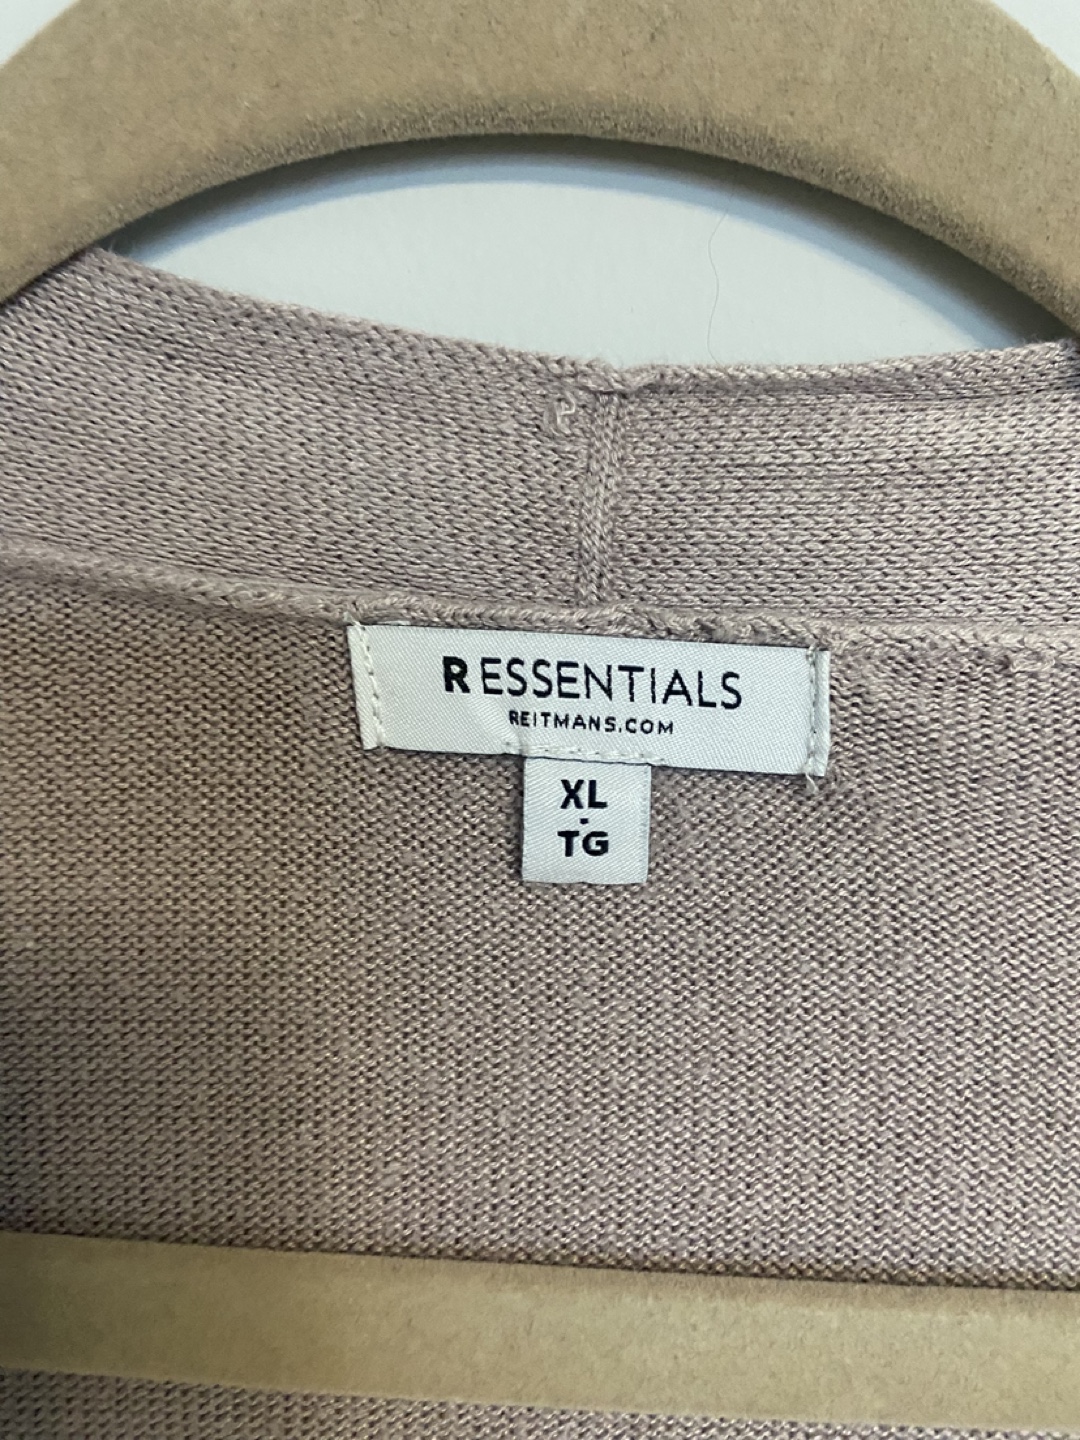 R ESSENTIALS
REITMANS.COM
XL
·
TG